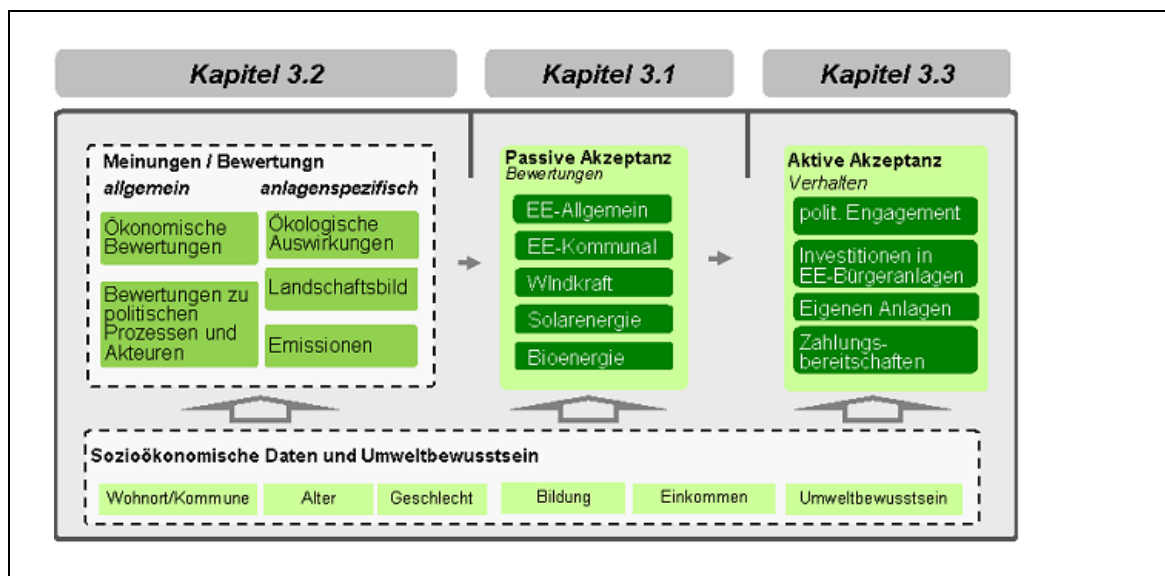 Kapitel 3.2
Kapitel 3.1
Kapitel 3.3
Meinungen / Bewertungn
allgemein
anlagenspezifisch
Ökonomische
Bewertungen
Bewertungen zu
politischen
Prozessen und
Akteuren
Ökologische
Auswirkungen
Landschaftsbild
Emissionen
Passive Akzeptanz
Bewertungen
EE-Allgemein
EE-Kommunal
WIndkraft
Solarenergie
Bioenergie
Aktive Akzeptanz
Verhalten
polit. Engagement
Investitionen in
EE-Bürgeranlagen
Eigenen Anlagen
Zahlungs-
bereitschaften
Sozioökonomische Daten und Umweltbewusstsein
Wohnort/Kommune
Alter
Geschlecht
Bildung
Einkommen
Umweltbewusstsein